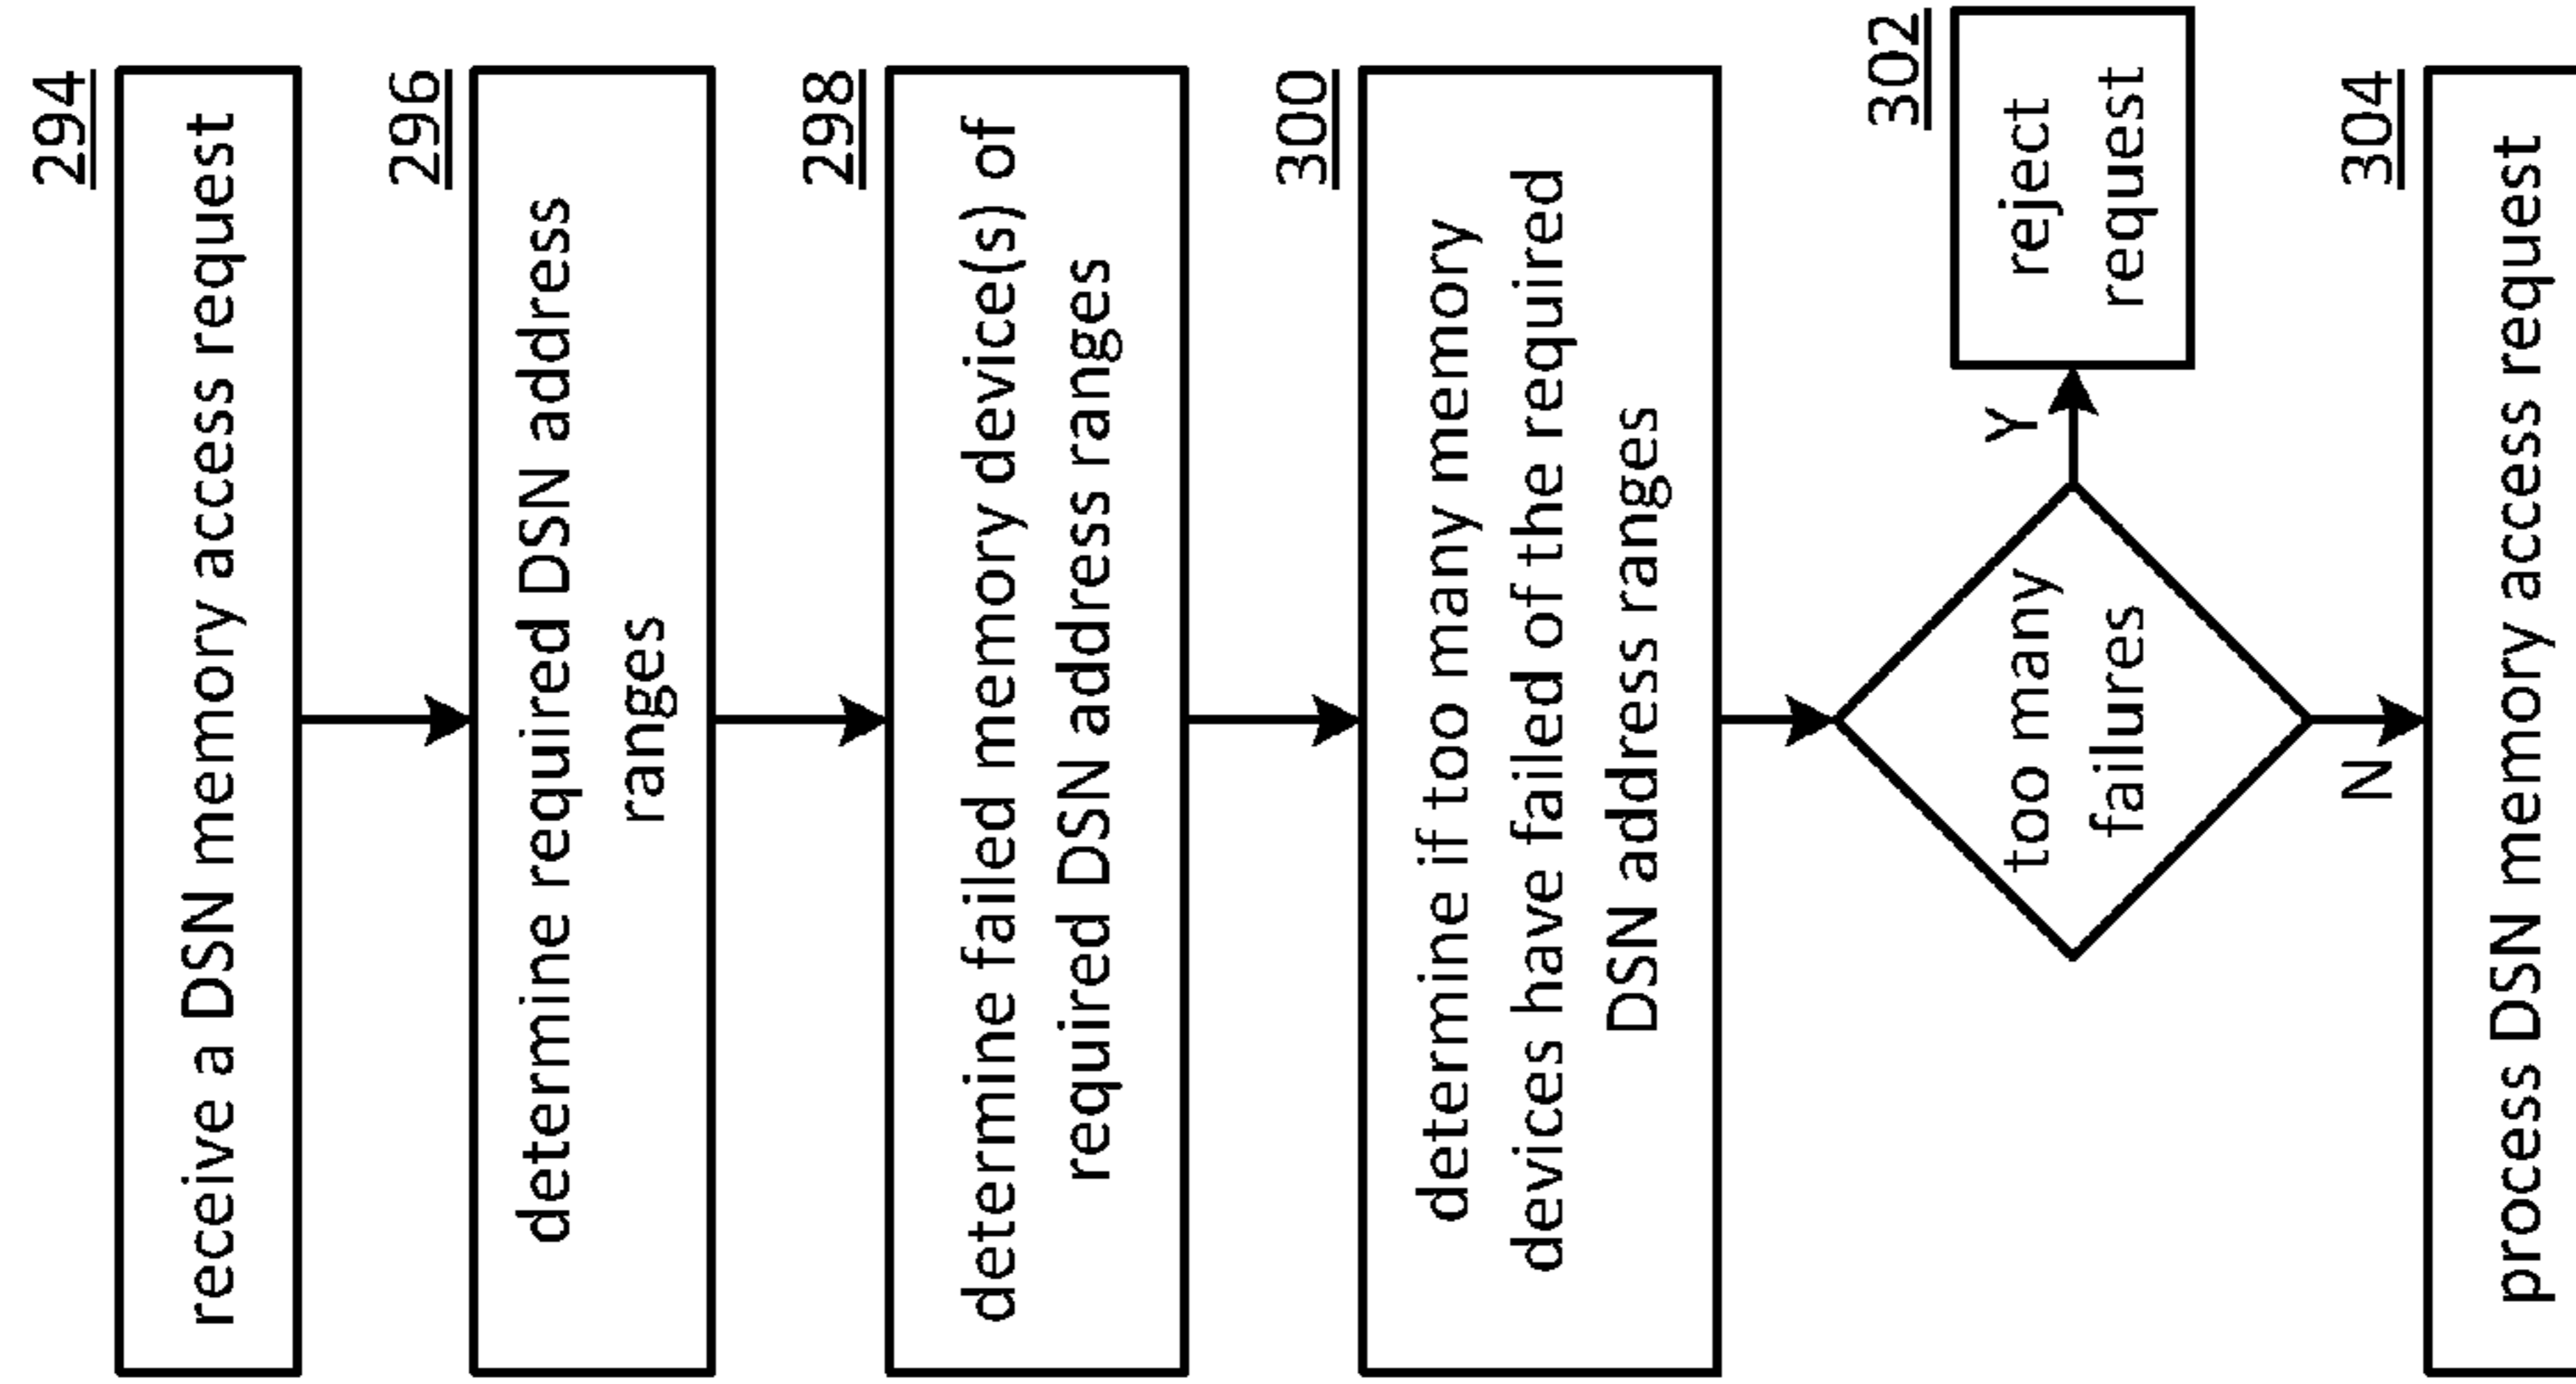 294
receive a DSN memory access request
296
determine required DSN address
ranges
298
determine failed memory device(s) of
required DSN address ranges
300
determine if too many memory
devices have failed of the required
DSN address ranges
too many
failures
Y
302
reject
request
N
304
process DSN memory access request